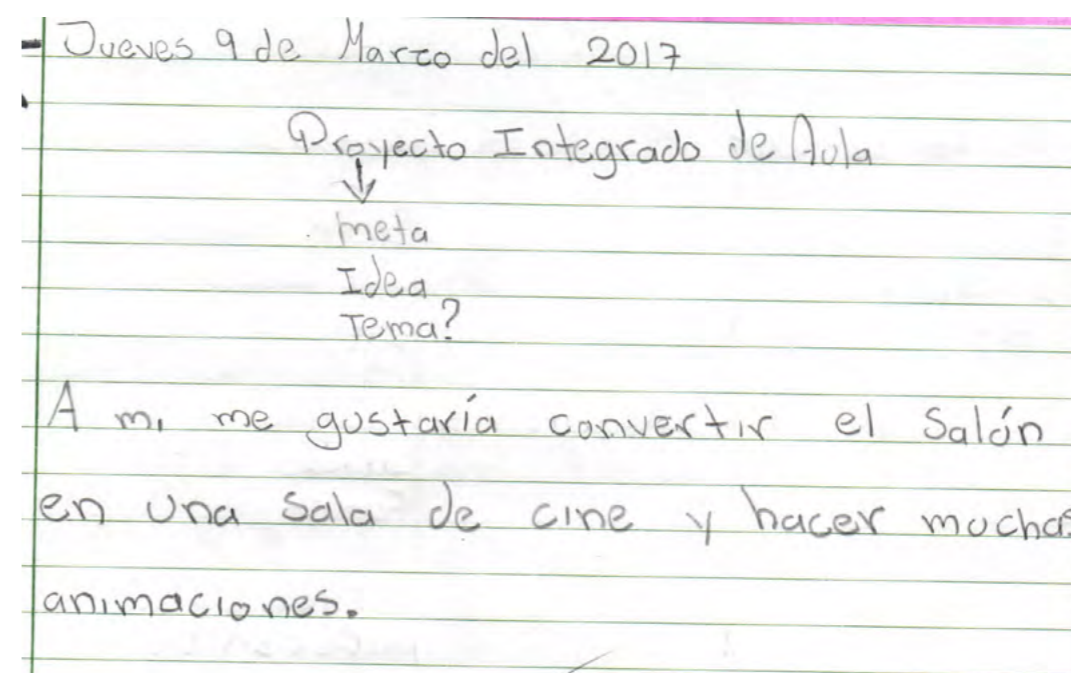 Jueves 9 de Marzo del 2017
Proyecto Integrado de Aula
meta
Idea
Tema?
A mi me gustaría convertir el Salón
en una Sala de cine y hacer muchas
animaciones.